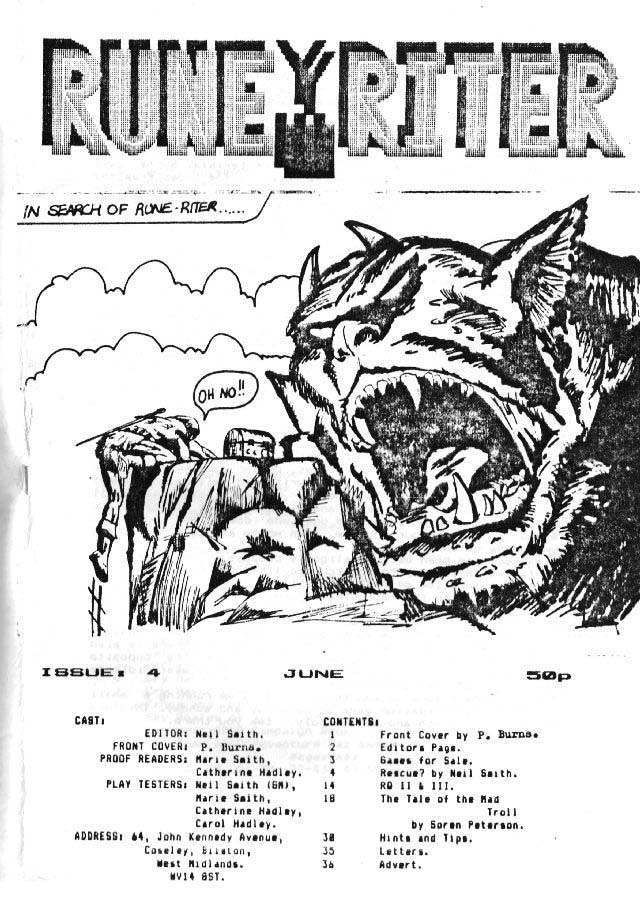 RUNE RITER
IN SEARCH OF RUNE-RITER......
OH NO!!
ISSUE: 4 JUNE 50p
CAST:
EDITOR: Neil Smith.
FRONT COVER: P. Burns.
PROOF READERS: Marie Smith,
Catherine Hadley.
PLAY TESTERS: Neil Smith (GM),
Marie Smith,
Catherine Hadley,
Carol Hadley.
ADDRESS: 64, John Kennedy Avenue,
Coseley, Bilston,
West Midlands.
WV14 8ST.
CONTENTS:
1 Front Cover by P. Burns.
2 Editors Page.
3 Games for Sale.
4 Rescue? by Neil Smith.
14 RQ II & III.
18 The Tale of the Mad
Troll
by Soren Peterson.
30 Hints and Tips.
35 Letters.
36 Advert.